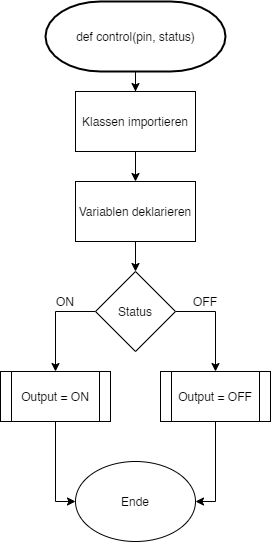 def control(pin, status)
Klassen importieren
Variablen deklarieren
ON
Status
OFF
Output = ON
Output = OFF
Ende